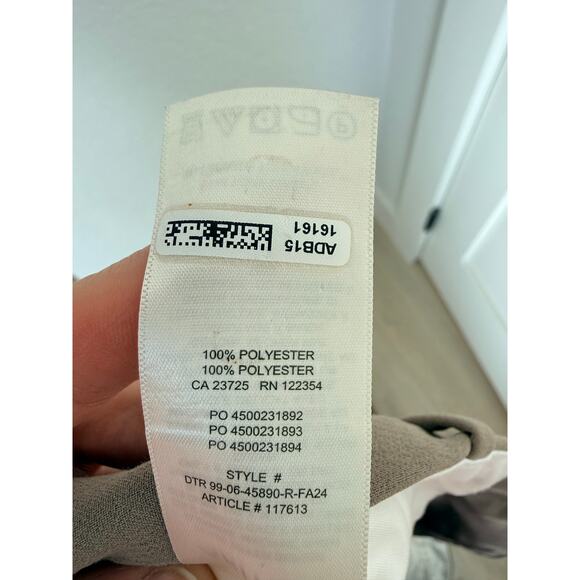 ADB15
16161
100% POLYESTER
100% POLYESTER
CA 23725 RN 122354
PO 4500231892
PO 4500231893
PO 4500231894
STYLE #
DTR 99-06-45890-R-FA24
ARTICLE # 117613